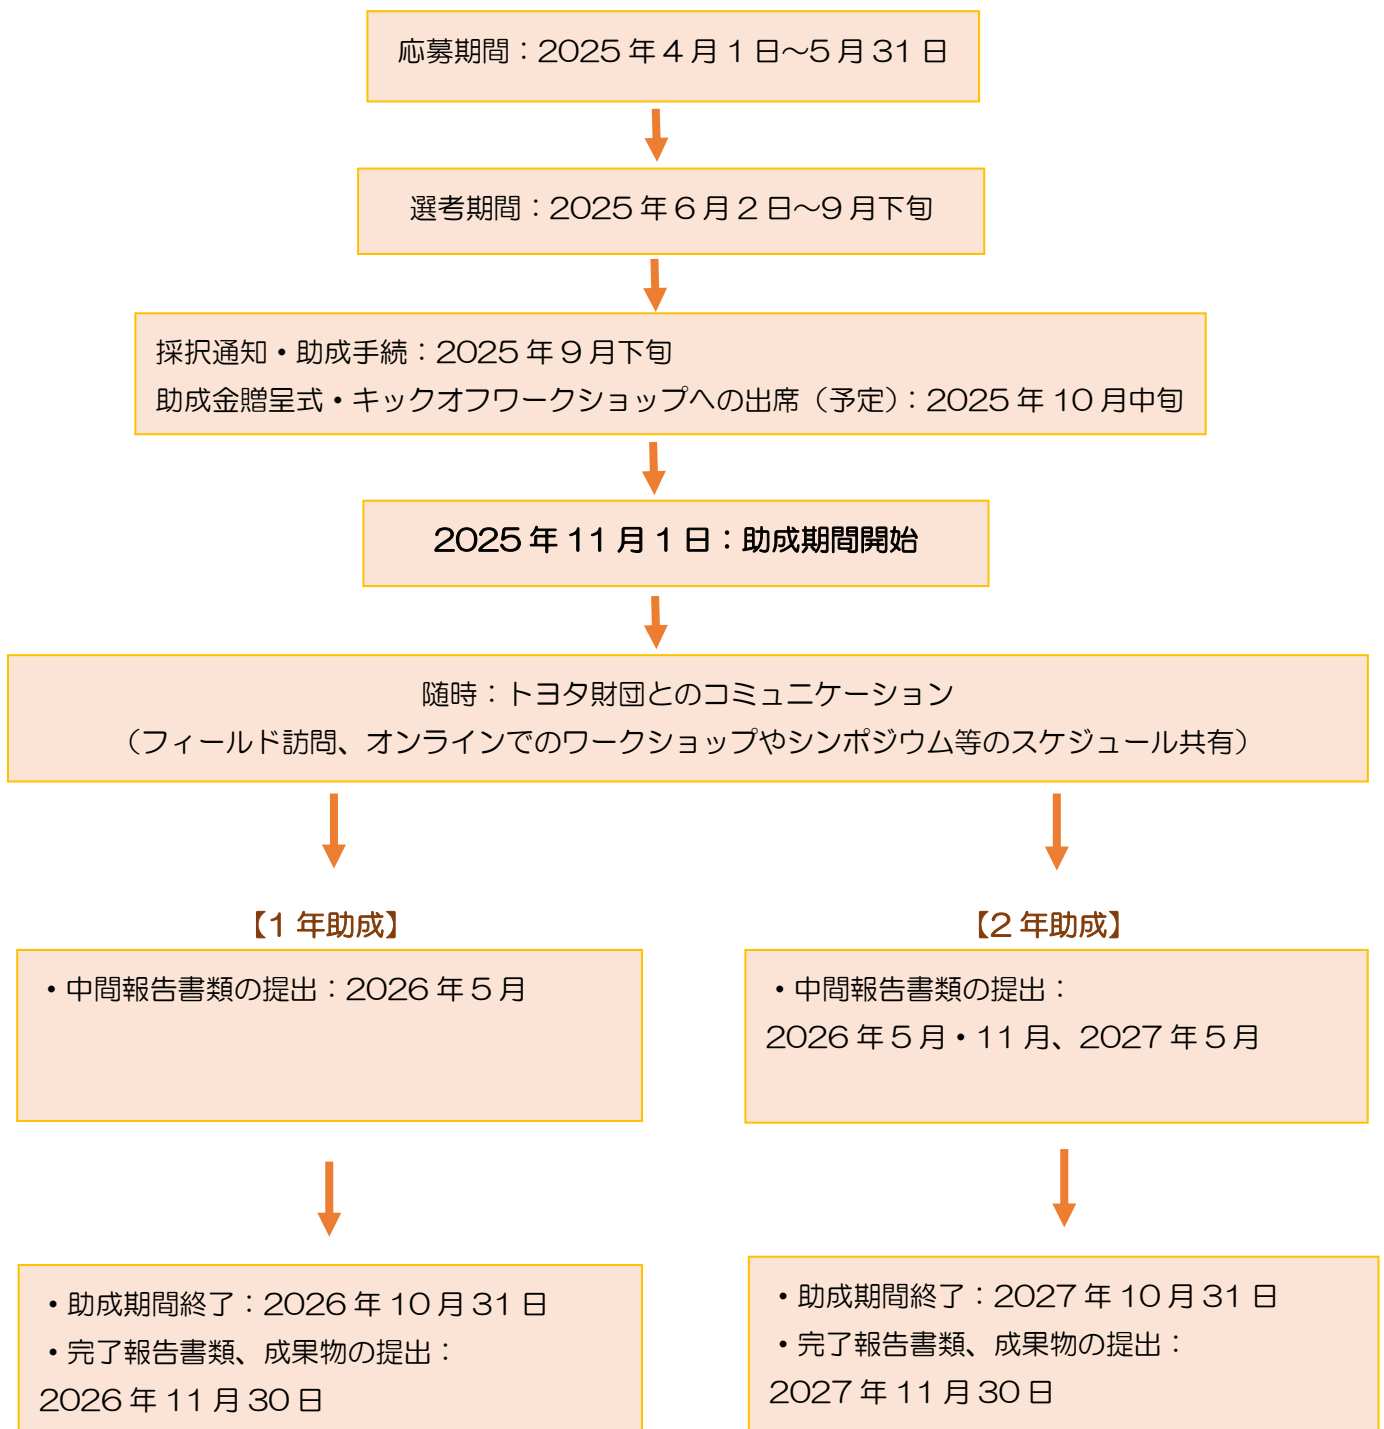 応募期間：2025年4月1日～5月31日
選考期間：2025年6月2日～9月下旬
採択通知・助成手続：2025年9月下旬
助成金贈呈式・キックオフワークショップへの出席（予定）：2025年10月中旬
2025年11月1日：助成期間開始
随時：トヨタ財団とのコミュニケーション
（フィールド訪問、オンラインでのワークショップやシンポジウム等のスケジュール共有）
【1年助成】
・中間報告書類の提出：2026年5月
・助成期間終了：2026年10月31日
・完了報告書類、成果物の提出：
2026年11月30日
【2年助成】
・中間報告書類の提出：
2026年5月・11月、2027年5月
・助成期間終了：2027年10月31日
・完了報告書類、成果物の提出：
2027年11月30日